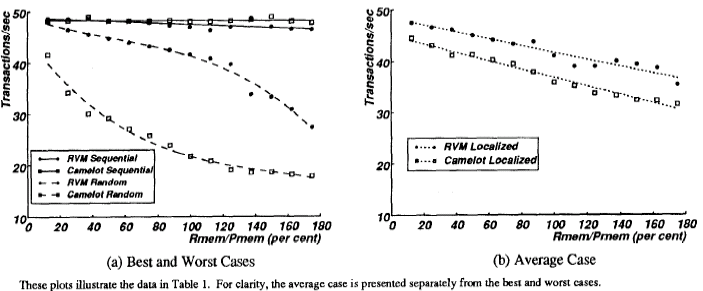 Transactions/sec
50
40
30
20
10
RVM Sequential
Camelot Sequential
RVM Random
Camelot Random
0 20 40 60 80 100 120 140 160 180
Rmem/Pmem (per cent)
(a) Best and Worst Cases
Transactions/sec
50
40
30
20
10
RVM Localized
Camelot Localized
0 20 40 60 80 100 120 140 160 180
Rmem/Pmem (per cent)
(b) Average Case
These plots illustrate the data in Table 1. For clarity, the average case is presented separately from the best and worst cases.